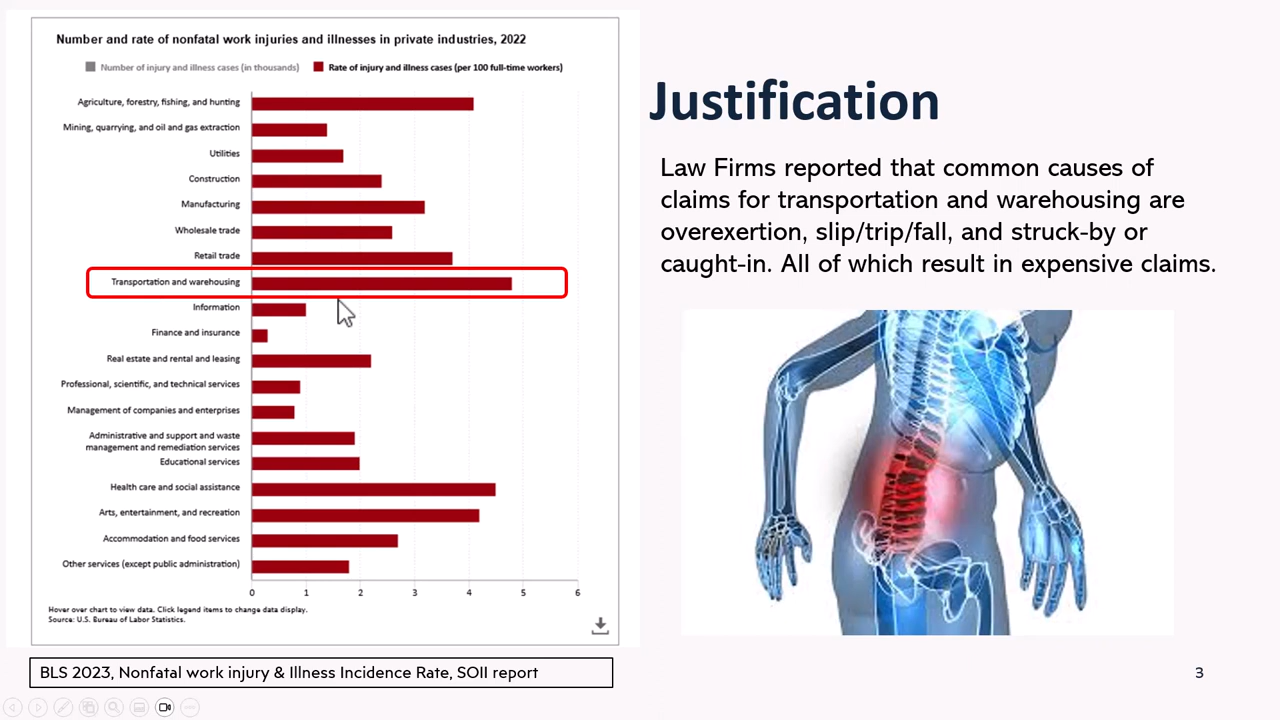 Number and rate of nonfatal work injuries and illnesses in private industries, 2022
Number of injury and illness cases (in thousands)
Rate of injury and illness cases (per 100 full-time workers)
Agriculture, forestry, fishing, and hunting
Mining, quarrying, and oil and gas extraction
Utilities
Construction
Manufacturing
Wholesale trade
Retail trade
Transportation and warehousing
Information
Finance and insurance
Real estate and rental and leasing
Professional, scientific, and technical services
Management of companies and enterprises
Administrative and support and waste
management and remediation services
Educational services
Health care and social assistance
Arts, entertainment, and recreation
Accommodation and food services
Other services (except public administration)
0 1 2 3 4 5 6
Hover over chart to view data. Click legend items to change data display.
Source: U.S. Bureau of Labor Statistics.
BLS 2023, Nonfatal work injury & Illness Incidence Rate, SOII report
Justification
Law Firms reported that common causes of
claims for transportation and warehousing are
overexertion, slip/trip/fall, and struck-by or
caught-in. All of which result in expensive claims.
3